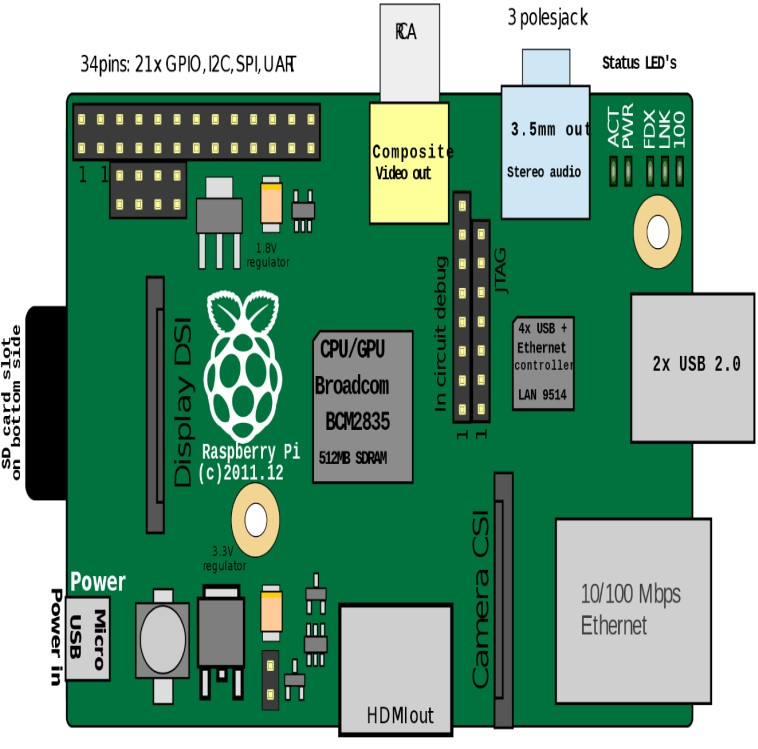 34pins: 21x GPIO, I2C, SPI, UART
RCA
3 polesjack
Status LED's
Composite
Video out
3.5mm out
Stereo audio
ACT
PWR
FDX
LNK
100
1 1
1.8V
regulator
In circuit debug
JTAG
1 1
SD card slot
on bottom side
Display DSI
CPU/GPU
Broadcom
BCM2835
512MB SDRAM
4x USB +
Ethernet
controller
LAN 9514
2x USB 2.0
Raspberry Pi
(c)2011.12
3.3V
regulator
Power
Micro
USB
Power in
HDMI out
Camera CSI
10/100 Mbps
Ethernet